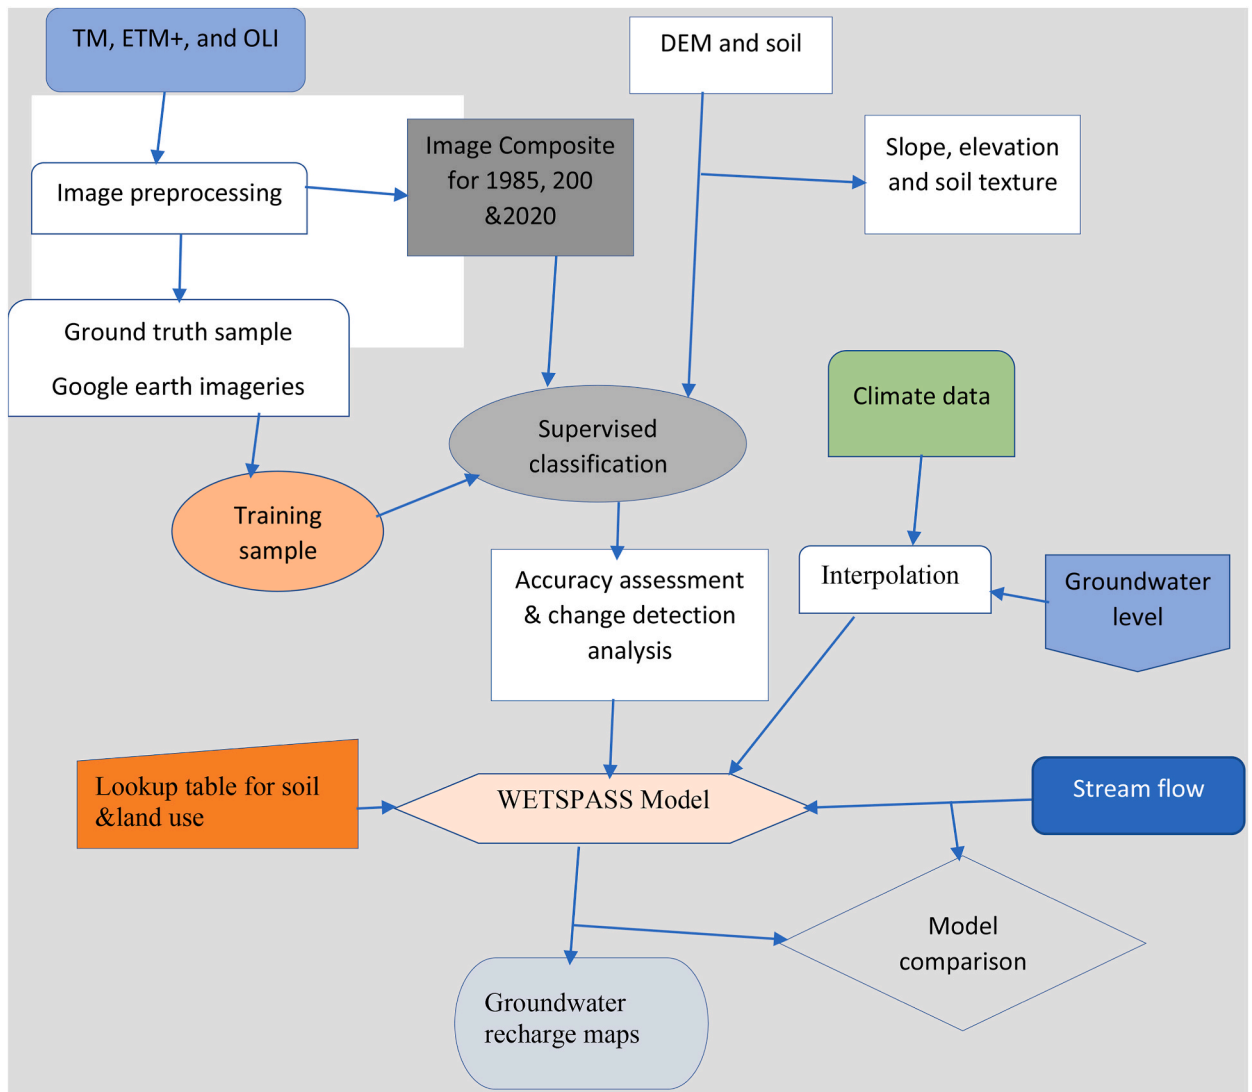 TM, ETM+, and OLI
DEM and soil
Image Composite
for 1985, 200
&2020
Slope, elevation
and soil texture
Image preprocessing
Ground truth sample
Google earth imageries
Climate data
Supervised
classification
Training
sample
Accuracy assessment
& change detection
analysis
Interpolation
Groundwater
level
Lookup table for soil
&land use
WETSPASS Model
Stream flow
Model
comparison
Groundwater
recharge maps